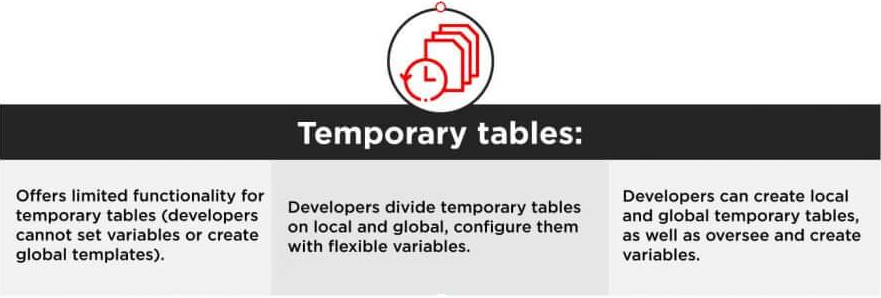 Temporary tables:
Offers limited functionality for
temporary tables (developers
cannot set variables or create
global templates).
Developers divide temporary tables
on local and global, configure them
with flexible variables.
Developers can create local
and global temporary tables,
as well as oversee and create
variables.